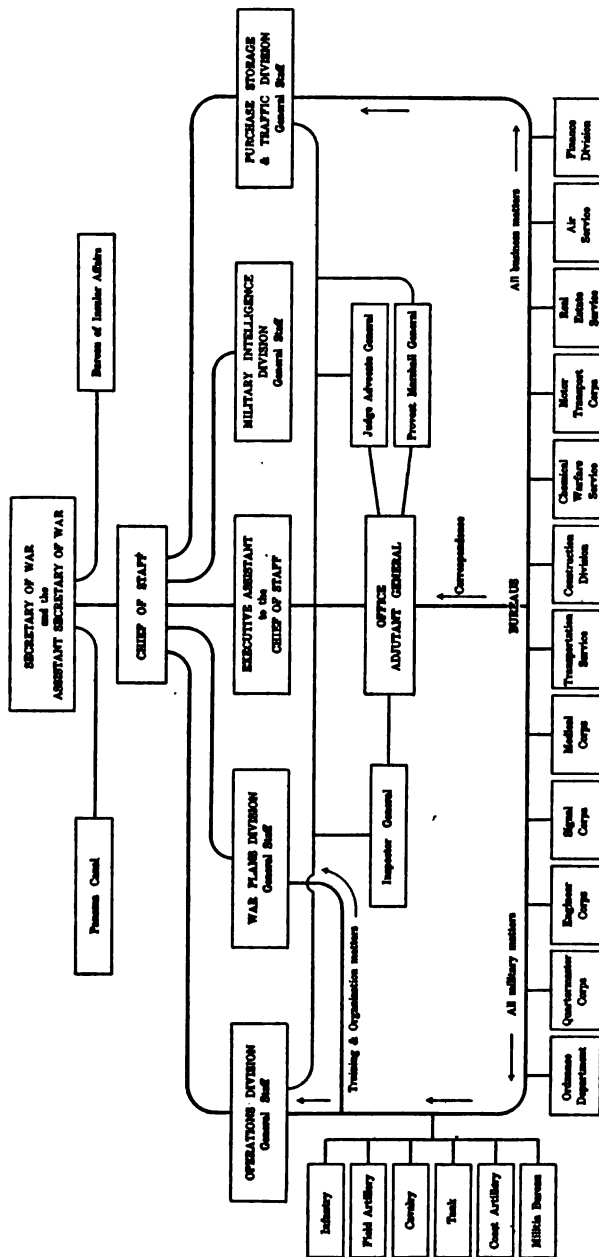 SECRETARY OF WAR
and the
ASSISTANT SECRETARY OF WAR
Panama Canal
Bureau of Insular Affairs
CHIEF OF STAFF
OPERATIONS DIVISION
General Staff
WAR PLANS DIVISION
General Staff
EXECUTIVE ASSISTANT
to the
CHIEF OF STAFF
MILITARY INTELLIGENCE
DIVISION
General Staff
PURCHASE STORAGE
& TRAFFIC DIVISION
General Staff
Training & Organization matters
Inspector General
OFFICE
ADJUTANT GENERAL
Judge Advocate General
Provost Marshall General
Infantry
Field Artillery
Cavalry
Tank
Coast Artillery
Militia Bureau
Correspondence
All military matters
BUREAUS
All business matters
Ordnance
Department
Quartermaster
Corps
Engineer
Corps
Signal
Corps
Medical
Corps
Transportation
Service
Construction
Division
Chemical
Warfare
Service
Motor
Transport
Corps
Real
Estate
Service
Air
Service
Finance
Division